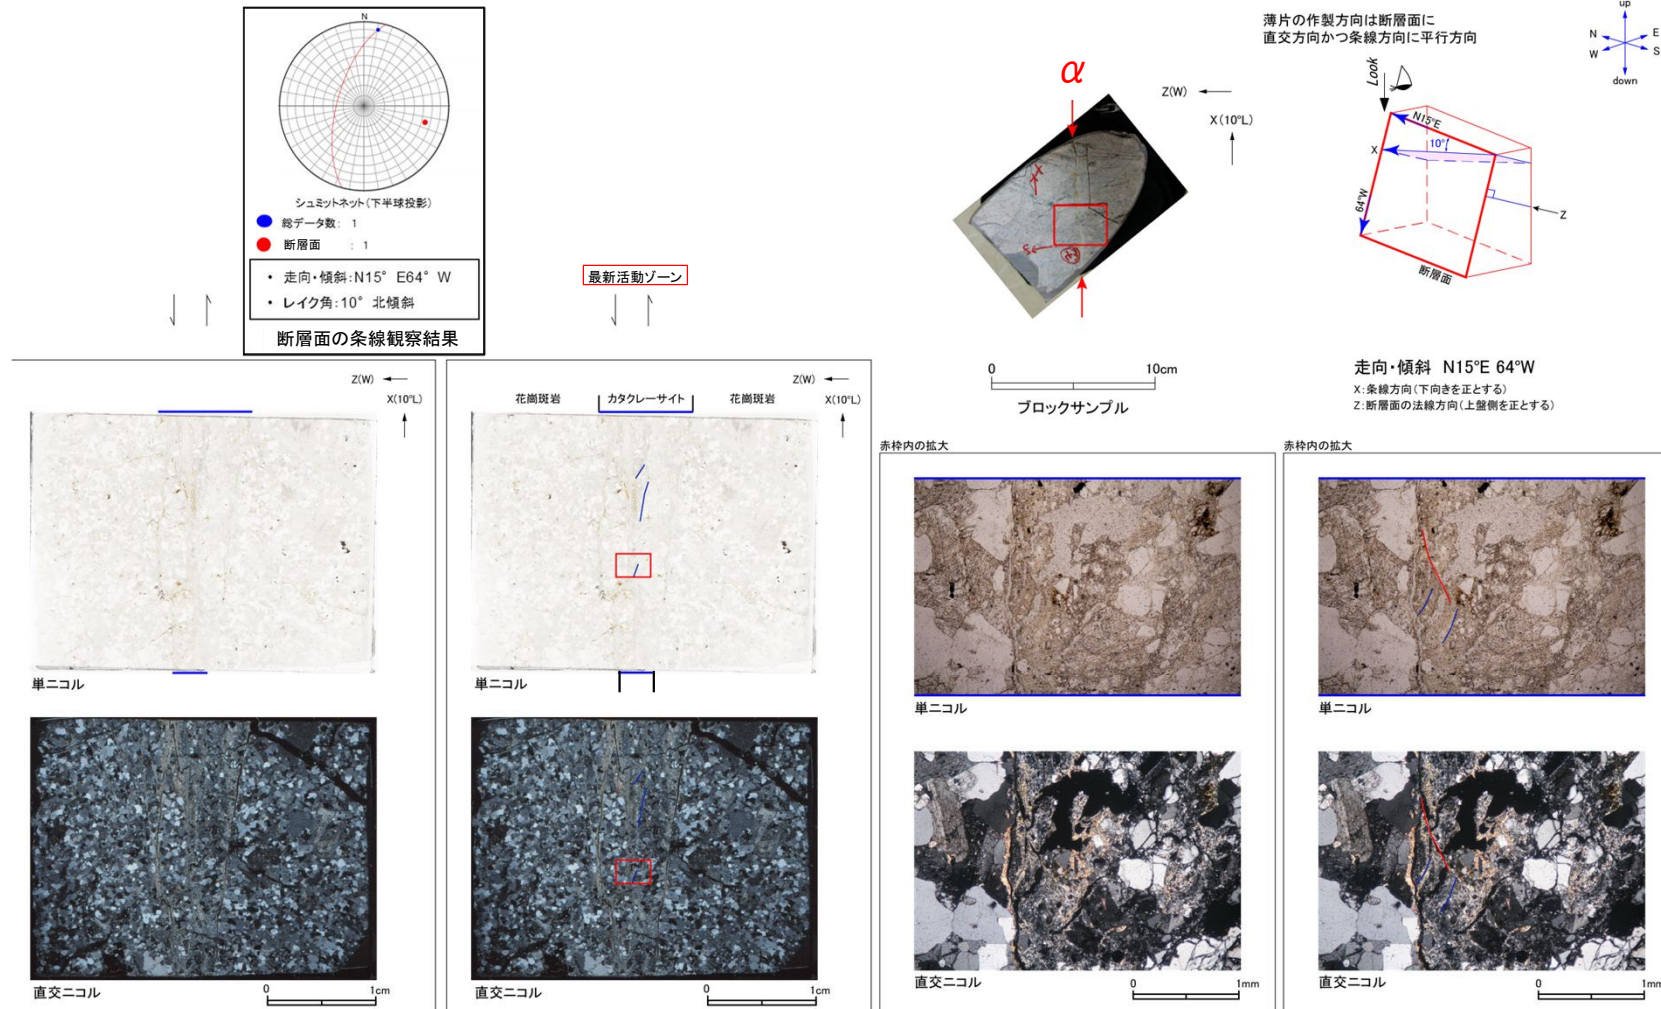 N
シュミットネット(下半球投影)
総データ数: 1
断層面 : 1
・ 走向・傾斜:N15° E64° W
・ レイク角:10° 北傾斜
断層面の条線観察結果
最新活動ゾーン
α
Z(W)
X(10°L)
薄片の作製方向は断層面に
直交方向かつ条線方向に平行方向
up
N
E
W
S
down
Look
N15°E
10°
X
64°W
Z
断層面
0
10cm
ブロックサンプル
走向・傾斜 N15°E 64°W
X:条線方向(下向きを正とする)
Z:断層面の法線方向(上盤側を正とする)
Z(W)
X(10°L)
単ニコル
直交ニコル
0
1cm
Z(W)
X(10°L)
花崗斑岩
カタクレーサイト
花崗斑岩
単ニコル
直交ニコル
0
1cm
赤枠内の拡大
単ニコル
直交ニコル
0
1mm
赤枠内の拡大
単ニコル
直交ニコル
0
1mm